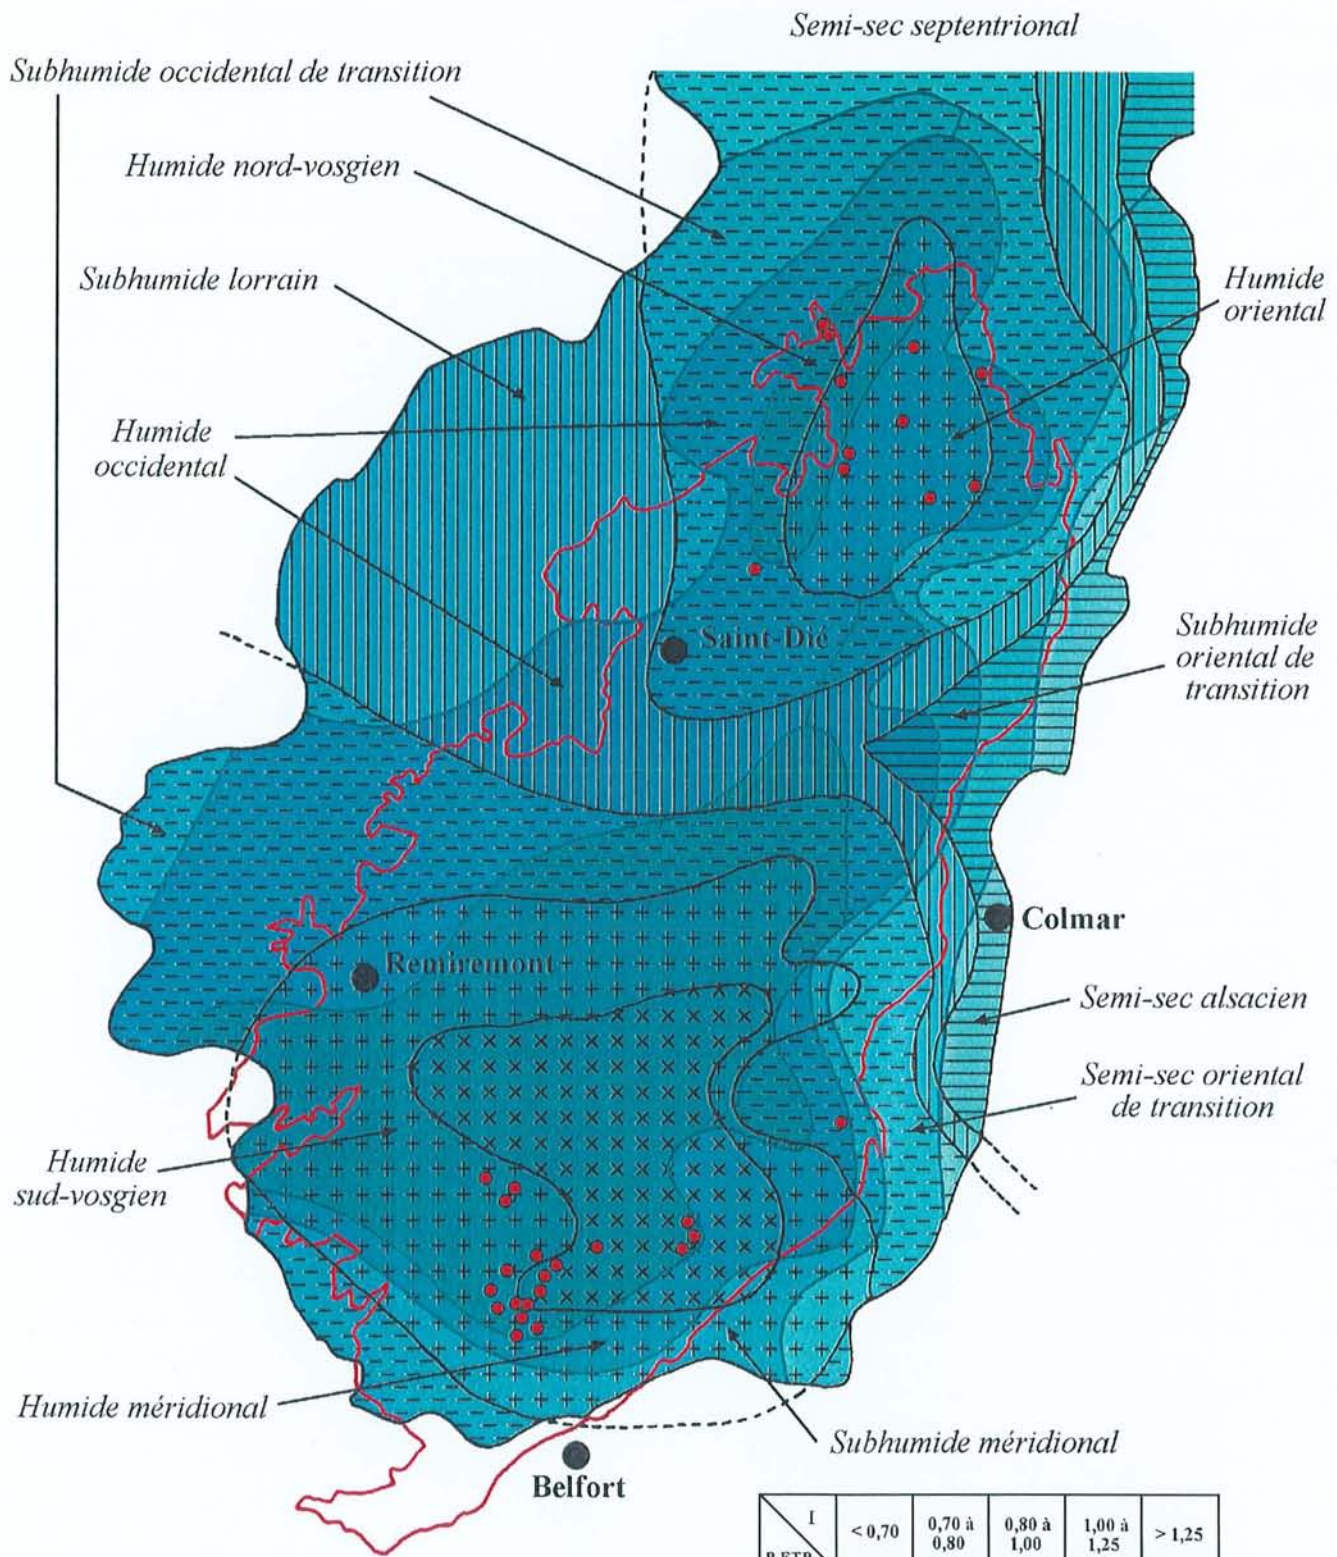 Semi-sec septentrional
Subhumide occidental de transition
Humide nord-vosgien
Subhumide lorrain
Humide
oriental
Humide
occidental
Saint-Dié
Subhumide
oriental de
transition
Colmar
Remiremont
Semi-sec alsacien
Semi-sec oriental
de transition
Humide
sud-vosgien
Humide méridional
Subhumide méridional
Belfort
I
< 0,70
0,70 à
0,80
0,80 à
1,00
1,00 à
1,25
> 1,25
P-ETP